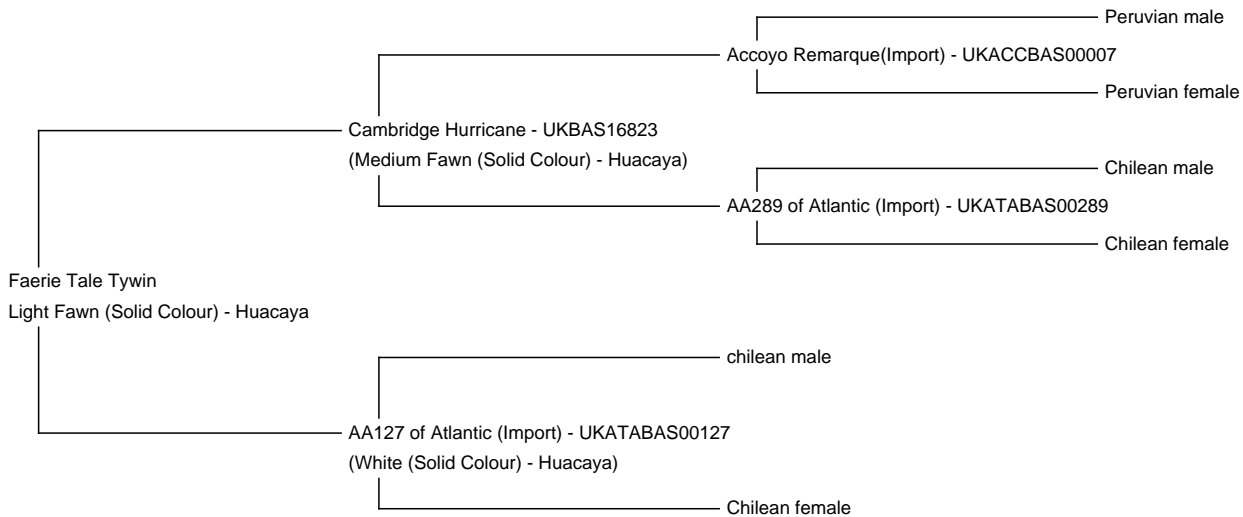 Peruvian male
Accoyo Remarque(Import) - UKACCBAS00007
Peruvian female
Cambridge Hurricane - UKBAS16823
(Medium Fawn (Solid Colour) - Huacaya)
Chilean male
AA289 of Atlantic (Import) - UKATABAS00289
Chilean female
Faerie Tale Tywin
Light Fawn (Solid Colour) - Huacaya
chilean male
AA127 of Atlantic (Import) - UKATABAS00127
(White (Solid Colour) - Huacaya)
Chilean female